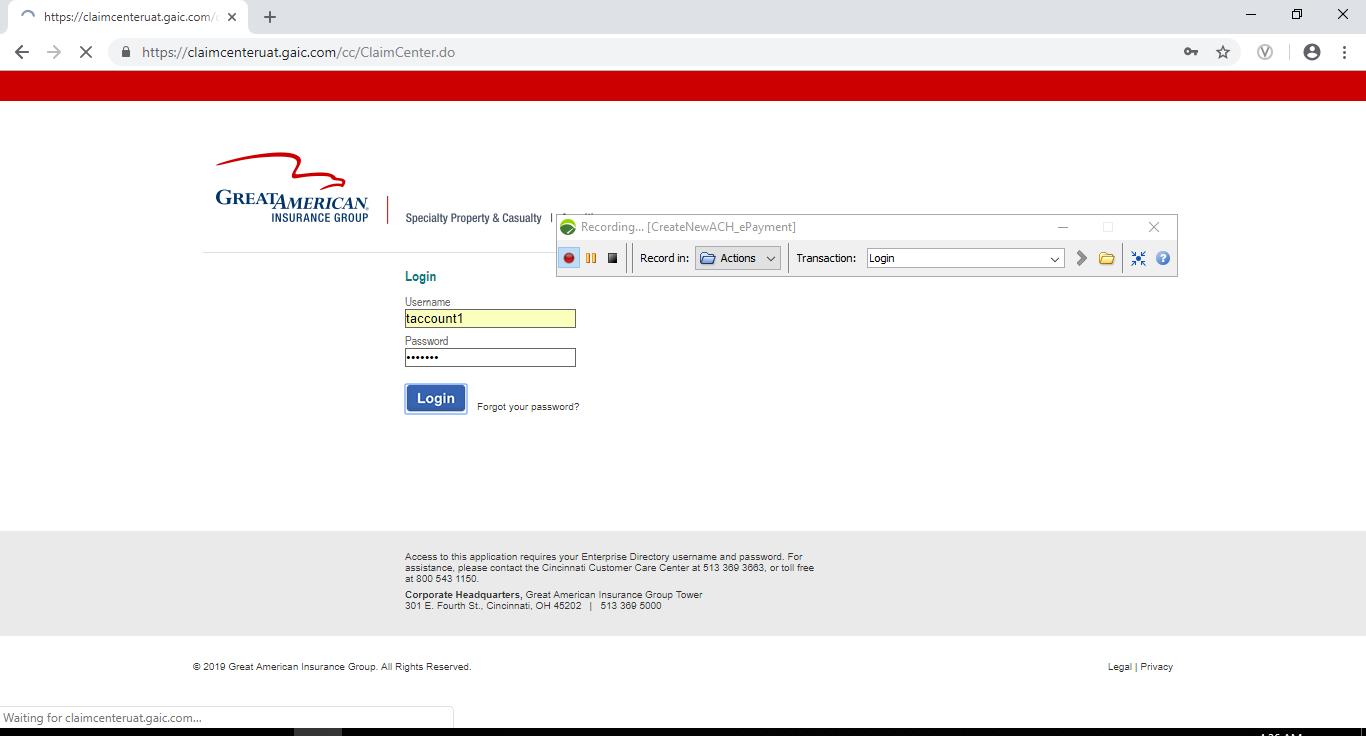 https://claimcenteruat.gaic.com/
https://claimcenteruat.gaic.com/cc/ClaimCenter.do
GREATAMERICAN
INSURANCE GROUP
Specialty Property & Casualty |
Recording... [CreateNewACH_ePayment]
Record in: Actions Transaction: Login
Login
Username
taccount1
Password
•••••••
Login Forgot your password?
Access to this application requires your Enterprise Directory username and password. For
assistance, please contact the Cincinnati Customer Care Center at 513 369 3663, or toll free
at 800 543 1150.
Corporate Headquarters, Great American Insurance Group Tower
301 E. Fourth St., Cincinnati, OH 45202 | 513 369 5000
© 2019 Great American Insurance Group. All Rights Reserved.
Legal | Privacy
Waiting for claimcenteruat.gaic.com...